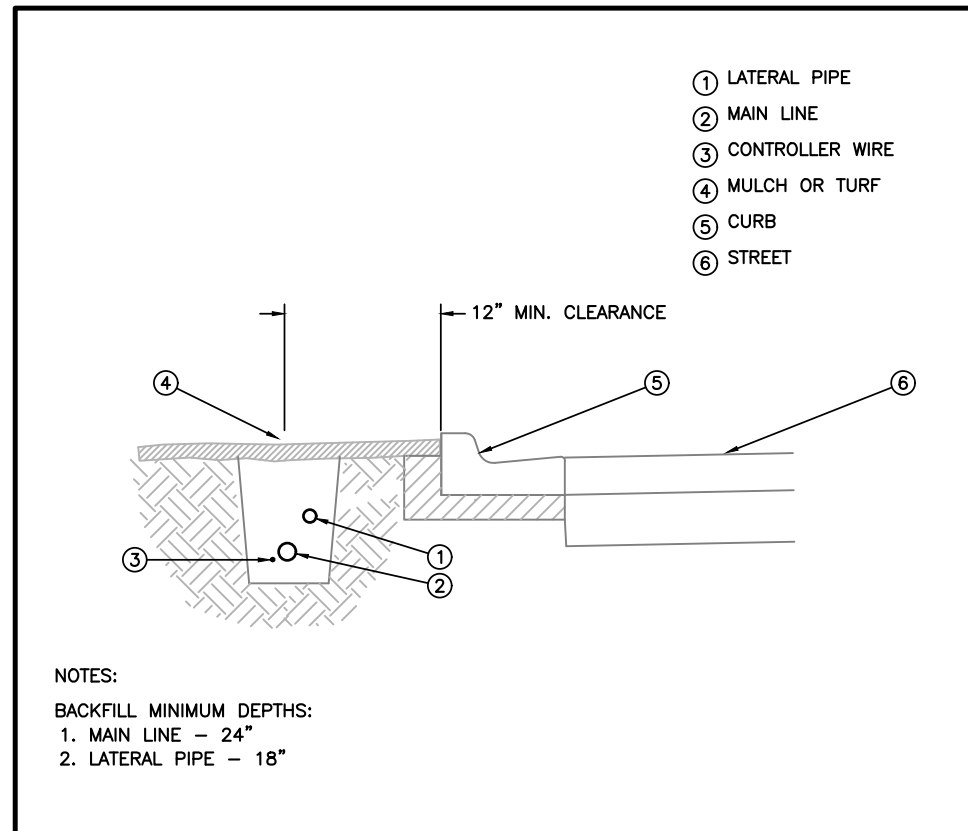 ① LATERAL PIPE
② MAIN LINE
③ CONTROLLER WIRE
④ MULCH OR TURF
⑤ CURB
⑥ STREET
12” MIN. CLEARANCE
④
⑤
⑥
③
①
②
NOTES:
BACKFILL MINIMUM DEPTHS:
1. MAIN LINE – 24”
2. LATERAL PIPE – 18”